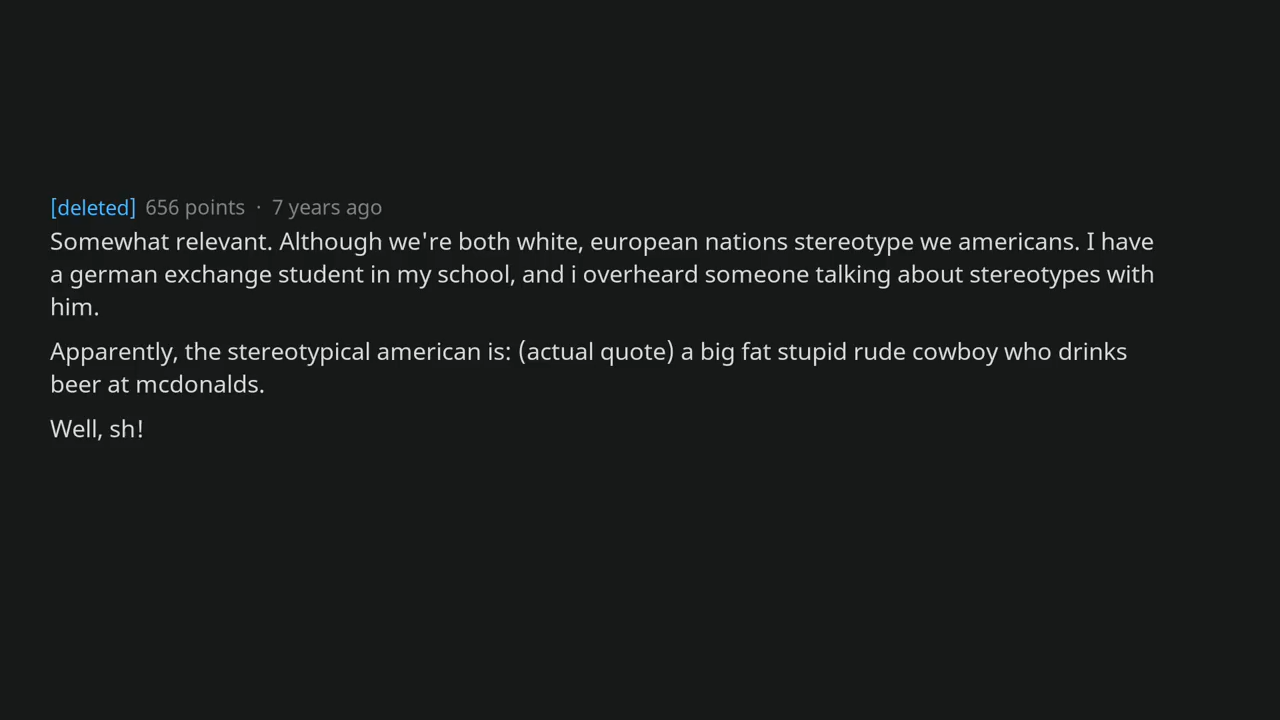 [deleted] 656 points · 7 years ago
Somewhat relevant. Although we're both white, european nations stereotype we americans. I have
a german exchange student in my school, and i overheard someone talking about stereotypes with
him.
Apparently, the stereotypical american is: (actual quote) a big fat stupid rude cowboy who drinks
beer at mcdonalds.
Well, sh!